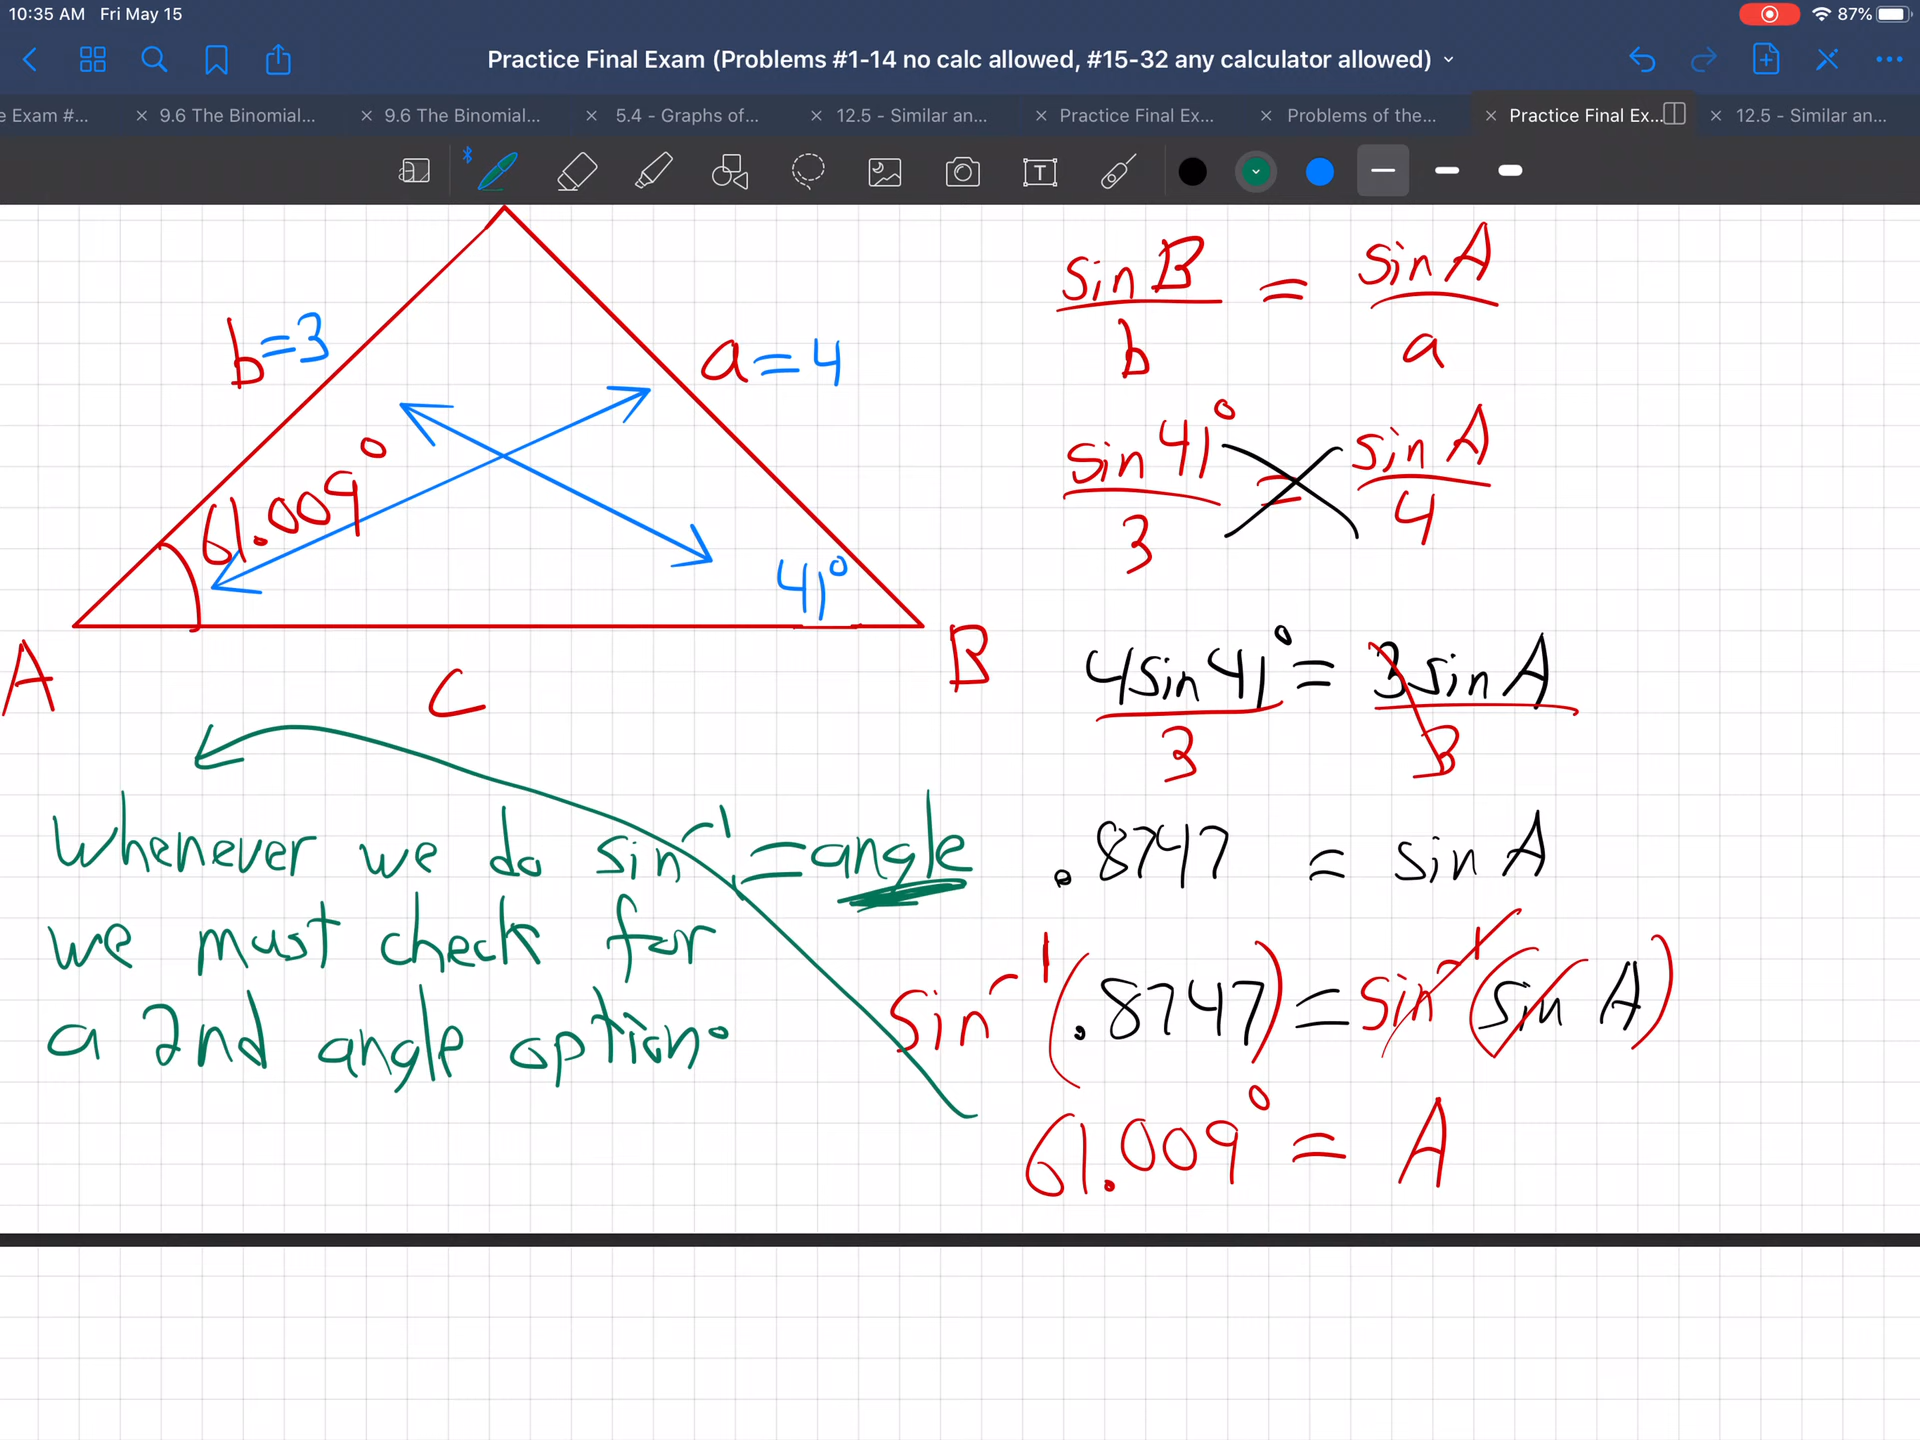 10:35 AM Fri May 15
87%
Practice Final Exam (Problems #1-14 no calc allowed, #15-32 any calculator allowed)
e Exam #... × 9.6 The Binomial... × 9.6 The Binomial... × 5.4 - Graphs of... × 12.5 - Similar an... × Practice Final Ex... × Problems of the... × Practice Final Ex... × 12.5 - Similar an...
T
b=3
a=4
61.009°
41°
A
B
C
Whenever we do sin⁻¹ = angle
we must check for
a 2nd angle option.
sin B / b = sin A / a
sin 41° / 3 = sin A / 4
4 sin 41° / 3 = 3 sin A / 3
.8747 = sin A
sin⁻¹(.8747) = sin⁻¹(sin A)
61.009° = A